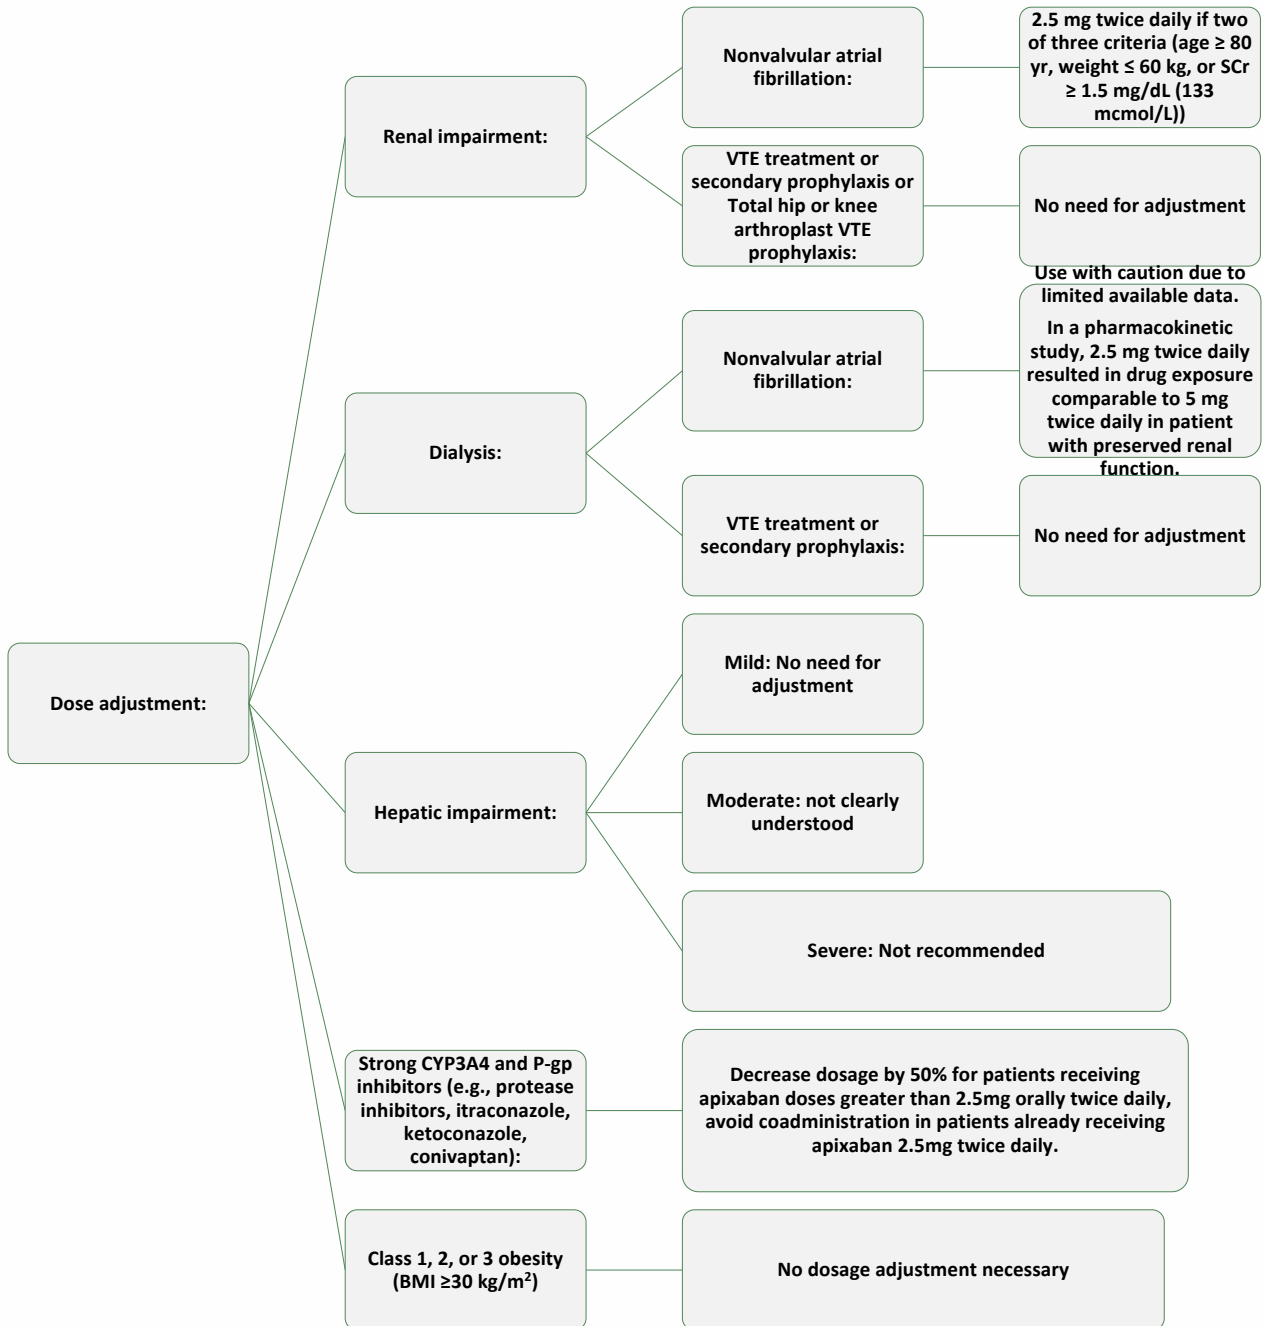 Dose adjustment:
Renal impairment:
Nonvalvular atrial
fibrillation:
2.5 mg twice daily if two
of three criteria (age ≥ 80
yr, weight ≤ 60 kg, or SCr
≥ 1.5 mg/dL (133
mcmol/L))
VTE treatment or
secondary prophylaxis or
Total hip or knee
arthroplast VTE
prophylaxis:
No need for adjustment
Dialysis:
Nonvalvular atrial
fibrillation:
Use with caution due to
limited available data.
In a pharmacokinetic
study, 2.5 mg twice daily
resulted in drug exposure
comparable to 5 mg
twice daily in patient
with preserved renal
function.
VTE treatment or
secondary prophylaxis:
No need for adjustment
Hepatic impairment:
Mild: No need for
adjustment
Moderate: not clearly
understood
Severe: Not recommended
Strong CYP3A4 and P-gp
inhibitors (e.g., protease
inhibitors, itraconazole,
ketoconazole,
conivaptan):
Decrease dosage by 50% for patients receiving
apixaban doses greater than 2.5mg orally twice daily,
avoid coadministration in patients already receiving
apixaban 2.5mg twice daily.
Class 1, 2, or 3 obesity
(BMI ≥30 kg/m²)
No dosage adjustment necessary